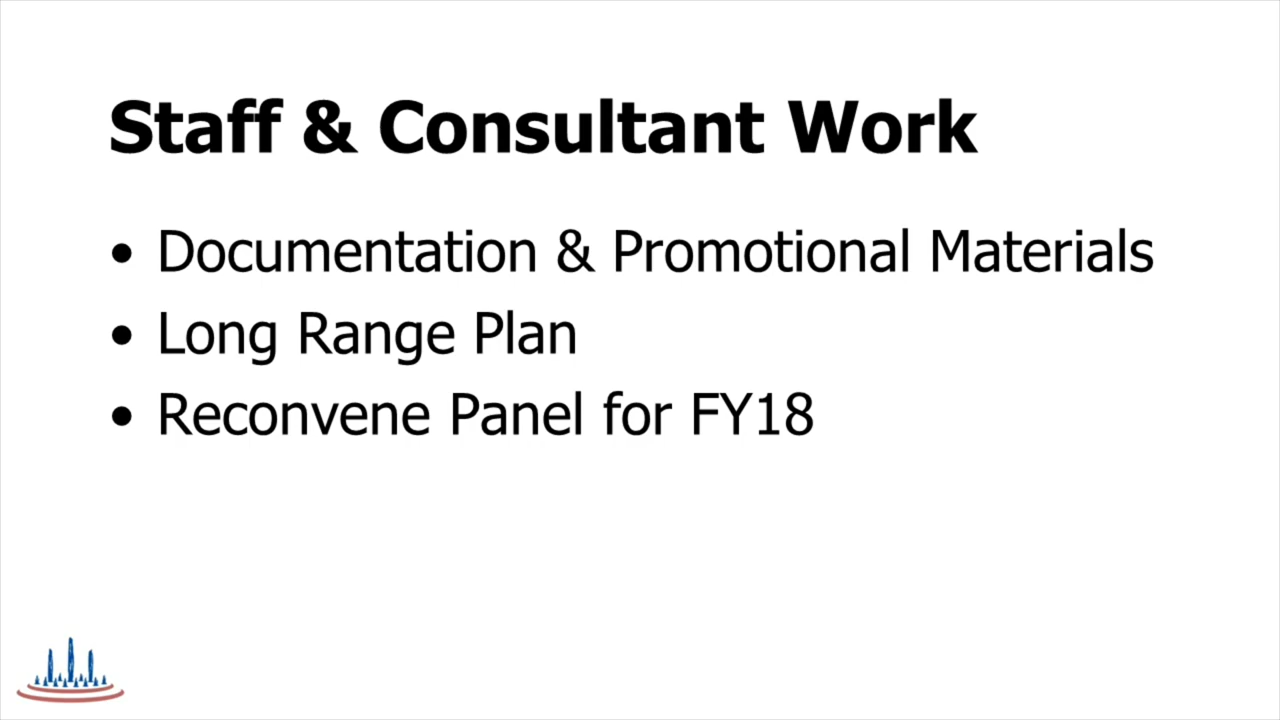 Staff & Consultant Work
• Documentation & Promotional Materials
• Long Range Plan
• Reconvene Panel for FY18